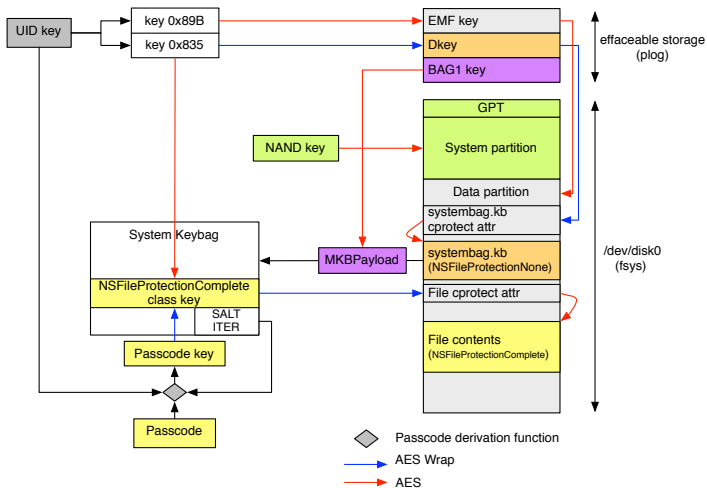 UID key
key 0x89B
key 0x835
EMF key
Dkey
BAG1 key
effaceable storage
(plog)
GPT
System partition
NAND key
Data partition
systembag.kb
cprotect attr
System Keybag
MKBPayload
systembag.kb
(NSFileProtectionNone)
/dev/disk0
(fsys)
NSFileProtectionComplete
class key
File cprotect attr
SALT
ITER
File contents
(NSFileProtectionComplete)
Passcode key
Passcode
Passcode derivation function
AES Wrap
AES